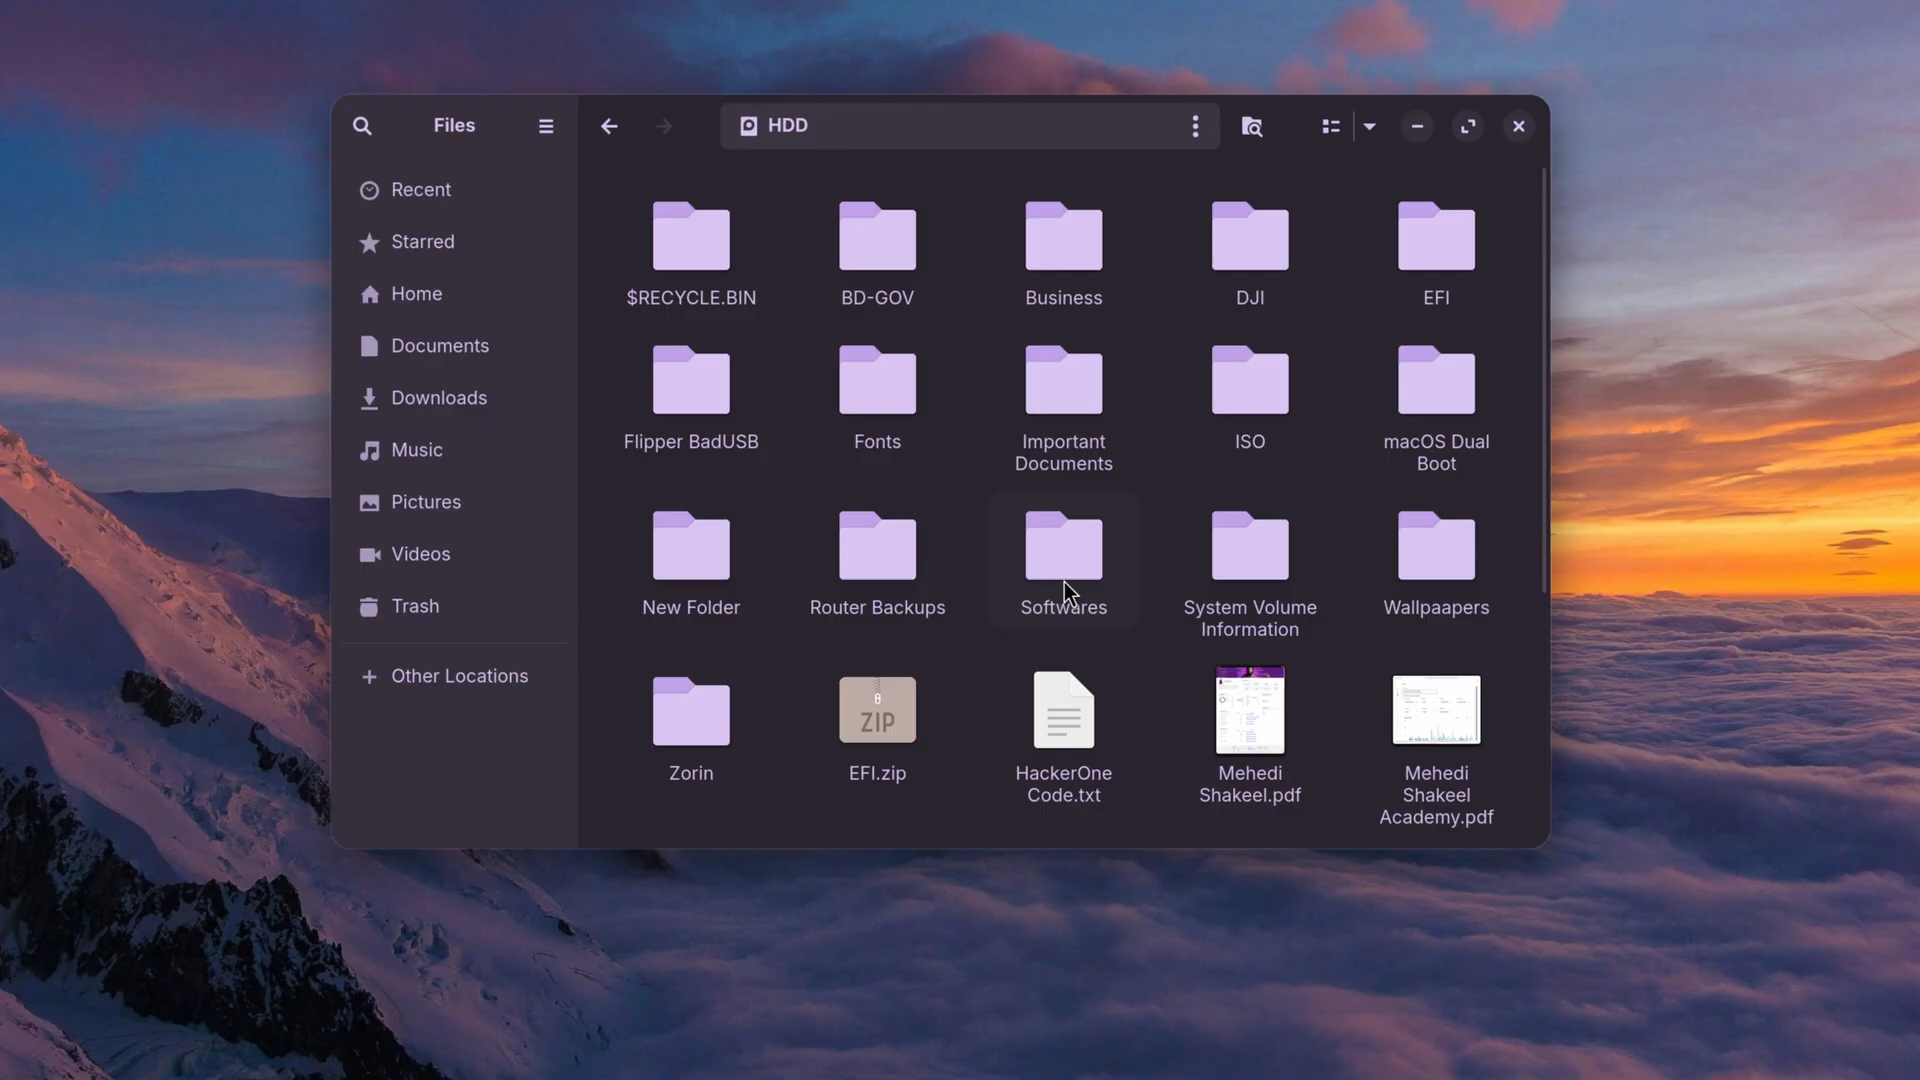 Files
HDD
Recent
Starred
Home
Documents
Downloads
Music
Pictures
Videos
Trash
Other Locations
$RECYCLE.BIN
BD-GOV
Business
DJI
EFI
Flipper BadUSB
Fonts
Important
Documents
ISO
macOS Dual
Boot
New Folder
Router Backups
Softwares
System Volume
Information
Wallpaapers
Zorin
ZIP
EFI.zip
HackerOne
Code.txt
Mehedi
Shakeel.pdf
Mehedi
Shakeel
Academy.pdf